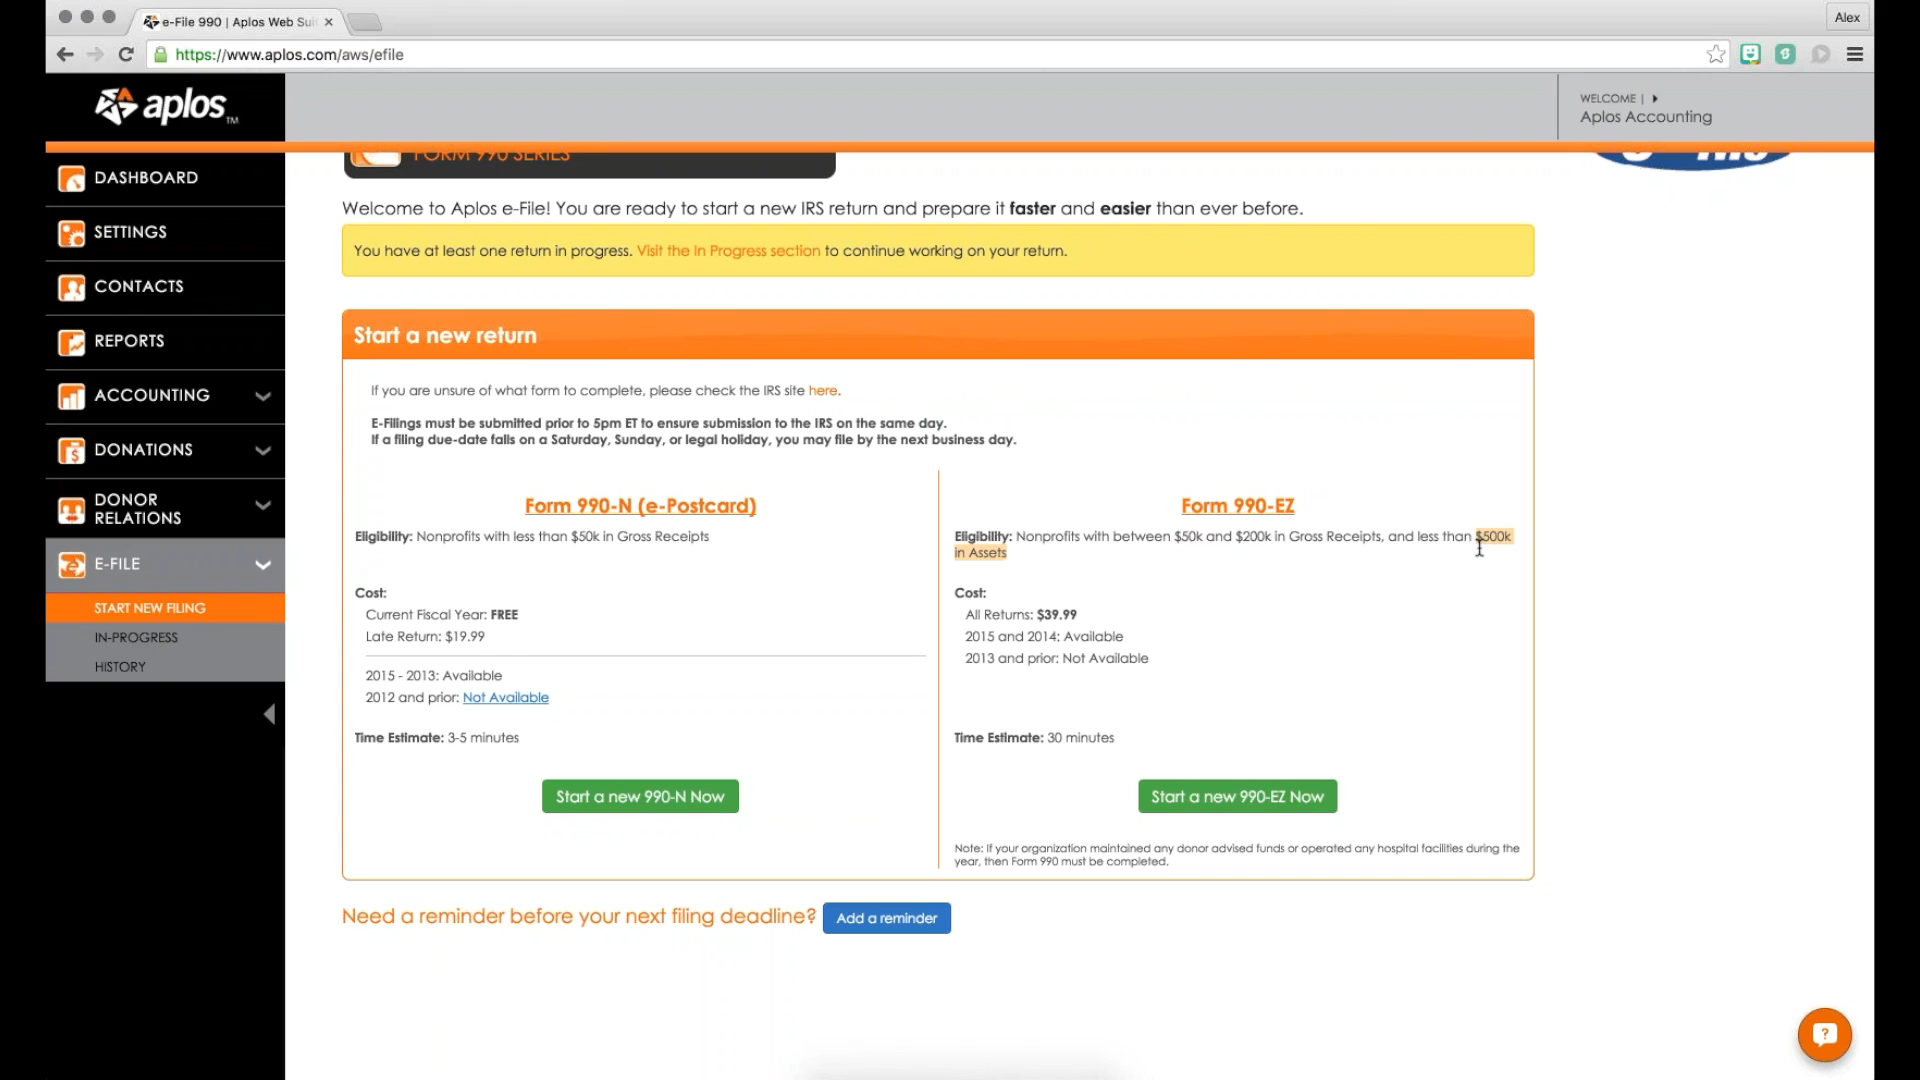 e-File 990 | Aplos Web Sui
Alex
https://www.aplos.com/aws/efile
aplos TM
WELCOME |
Aplos Accounting
FORM 990 SERIES
DASHBOARD
SETTINGS
CONTACTS
REPORTS
ACCOUNTING
DONATIONS
DONOR
RELATIONS
E-FILE
START NEW FILING
IN-PROGRESS
HISTORY
Welcome to Aplos e-File! You are ready to start a new IRS return and prepare it faster and easier than ever before.
You have at least one return in progress. Visit the In Progress section to continue working on your return.
Start a new return
If you are unsure of what form to complete, please check the IRS site here.
E-Filings must be submitted prior to 5pm ET to ensure submission to the IRS on the same day.
If a filing due-date falls on a Saturday, Sunday, or legal holiday, you may file by the next business day.
Form 990-N (e-Postcard)
Eligibility: Nonprofits with less than $50k in Gross Receipts
Cost:
Current Fiscal Year: FREE
Late Return: $19.99
2015 - 2013: Available
2012 and prior: Not Available
Time Estimate: 3-5 minutes
Start a new 990-N Now
Form 990-EZ
Eligibility: Nonprofits with between $50k and $200k in Gross Receipts, and less than $500k
in Assets
Cost:
All Returns: $39.99
2015 and 2014: Available
2013 and prior: Not Available
Time Estimate: 30 minutes
Start a new 990-EZ Now
Note: If your organization maintained any donor advised funds or operated any hospital facilities during the
year, then Form 990 must be completed.
Need a reminder before your next filing deadline? Add a reminder